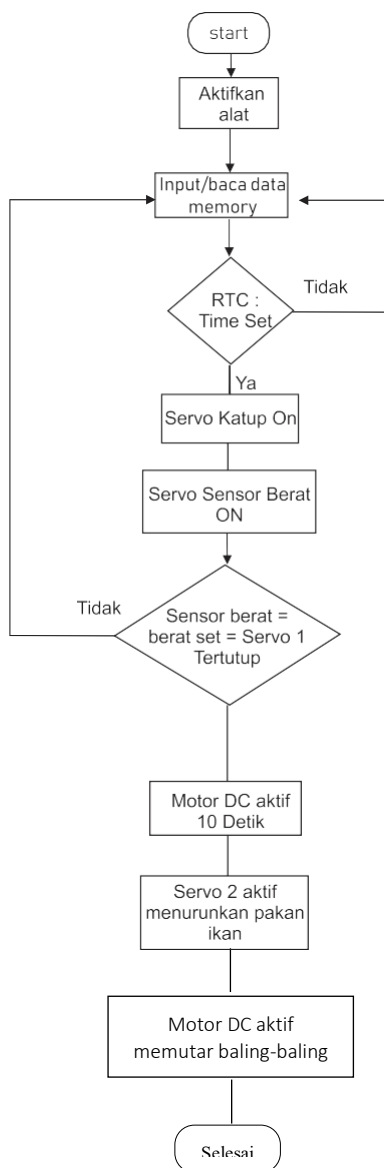 start
Aktifkan
alat
Input/baca data
memory
RTC :
Time Set
Tidak
Ya
Servo Katup On
Servo Sensor Berat
ON
Tidak
Sensor berat =
berat set = Servo 1
Tertutup
Motor DC aktif
10 Detik
Servo 2 aktif
menurunkan pakan
ikan
Motor DC aktif
memutar baling-baling
Selesai